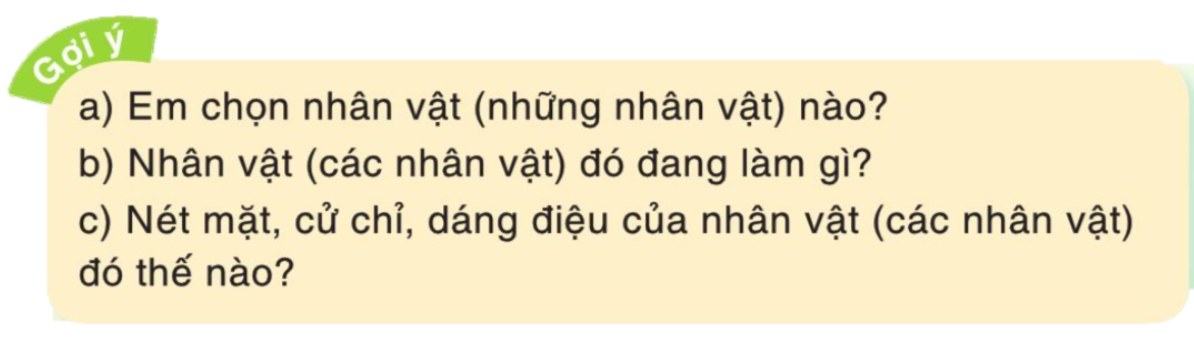 Gợi ý
a) Em chọn nhân vật (những nhân vật) nào?
b) Nhân vật (các nhân vật) đó đang làm gì?
c) Nét mặt, cử chỉ, dáng điệu của nhân vật (các nhân vật)
đó thế nào?